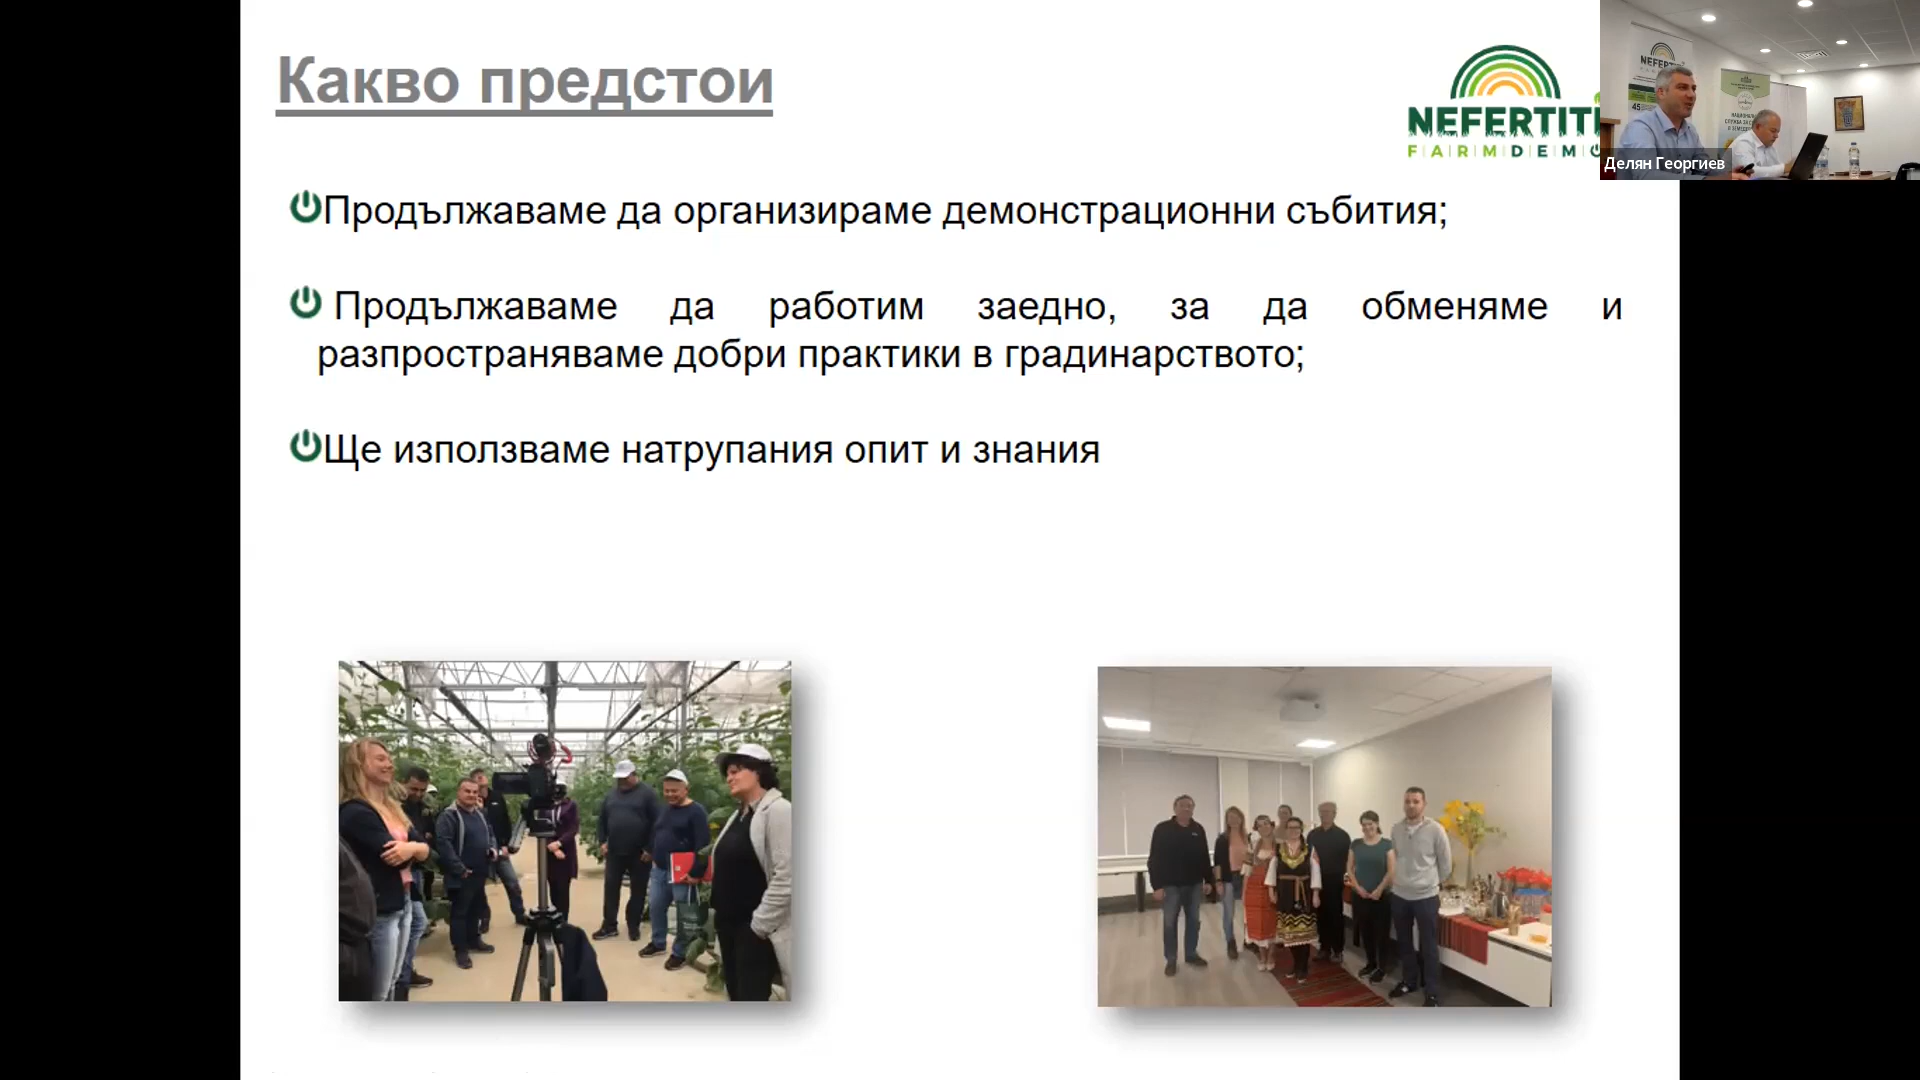 Какво предстои
NEFERTITI
FARMDEMO
Продължаваме да организираме демонстрационни събития;
Продължаваме да работим заедно, за да обменяме и
разпространяваме добри практики в градинарството;
Ще използваме натрупания опит и знания
45
Делян Георгиев